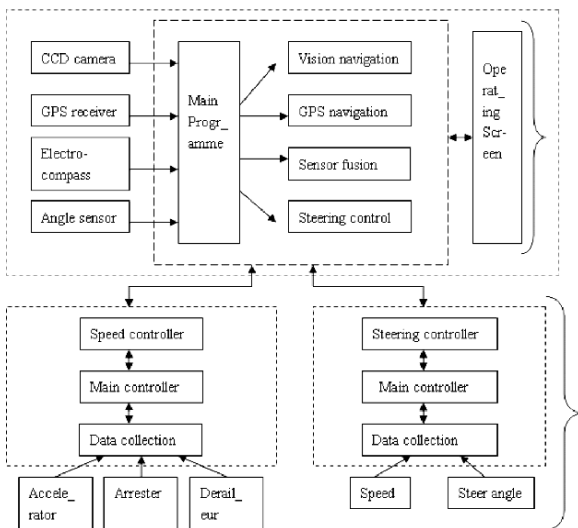 CCD camera
GPS receiver
Electro-
compass
Angle sensor
Main
Progr_
amme
Vision navigation
GPS navigation
Sensor fusion
Steering control
Ope
rat_
ing
Scr-
een
Speed controller
Main controller
Data collection
Accele_
rator
Arrester
Derail_
eur
Steering controller
Main controller
Data collection
Speed
Steer angle